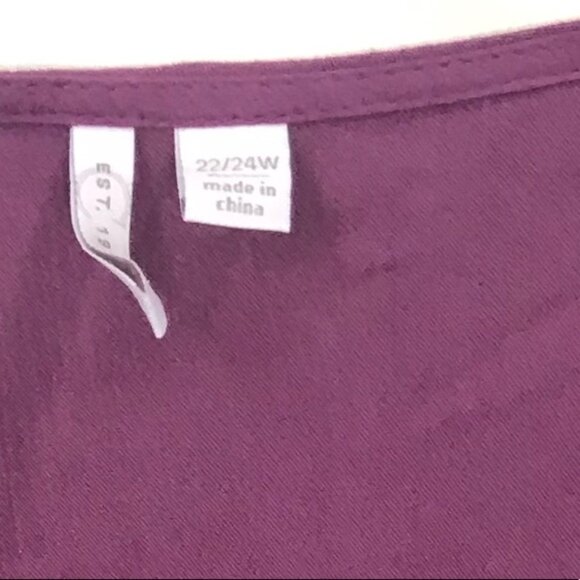 EST. 19
22/24W
made in
china